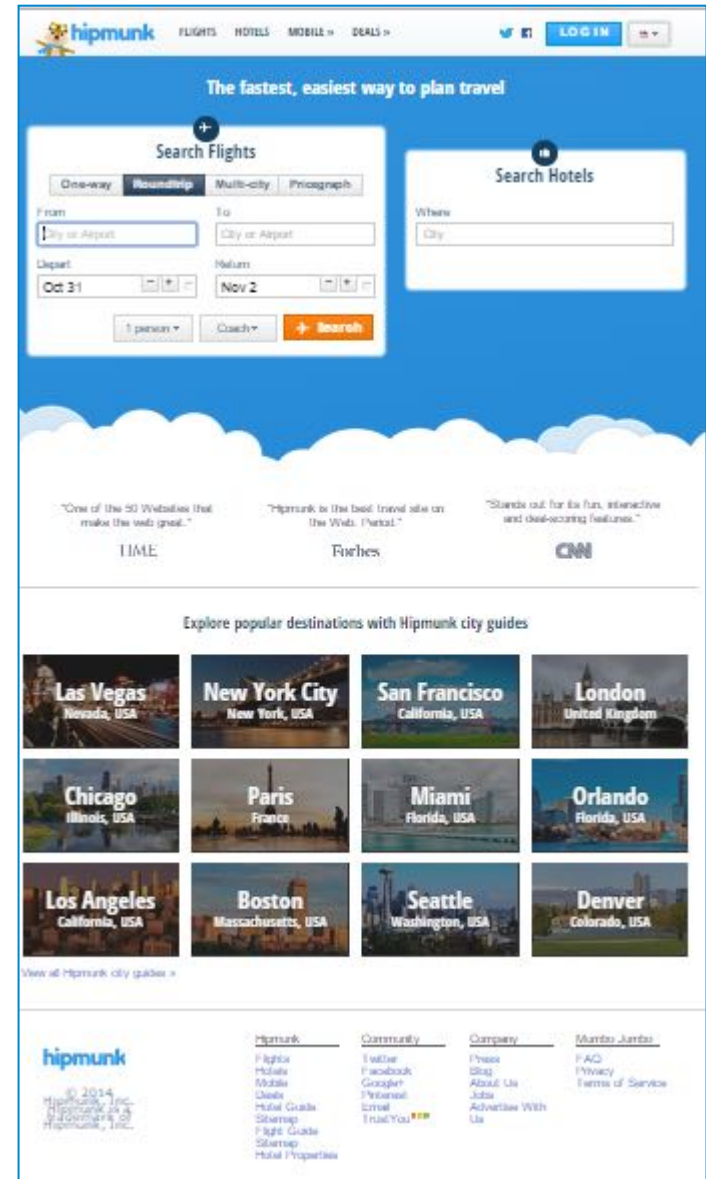 hipmunk FLIGHTS HOTELS MOBILE » DEALS » LOG IN
The fastest, easiest way to plan travel
Search Flights
One-way Roundtrip Multi-city Pricegraph
From To
City or Airport City or Airport
Depart Return
Oct 31 - + Nov 2 - +
1 person Coach Search
Search Hotels
Where
City
"One of the 50 Websites that
make the web great."
TIME
"Hipmunk is the best travel site on
the Web. Period."
Forbes
"Stands out for its fun, interactive
and deal-scoring features."
CNN
Explore popular destinations with Hipmunk city guides
Las Vegas
Nevada, USA
New York City
New York, USA
San Francisco
California, USA
London
United Kingdom
Chicago
Illinois, USA
Paris
France
Miami
Florida, USA
Orlando
Florida, USA
Los Angeles
California, USA
Boston
Massachusetts, USA
Seattle
Washington, USA
Denver
Colorado, USA
View all Hipmunk city guides »
hipmunk
© 2014
Hipmunk, Inc.
Hipmunk is a
trademark of
Hipmunk, Inc.
Hipmunk
Flights
Hotels
Mobile
Deals
Hotel Guide
Sitemap
Flight Guide
Sitemap
Hotel Properties
Community
Twitter
Facebook
Google+
Pinterest
Email
TrustYou
Company
Press
Blog
About Us
Jobs
Advertise With
Us
Mumbo Jumbo
FAQ
Privacy
Terms of Service